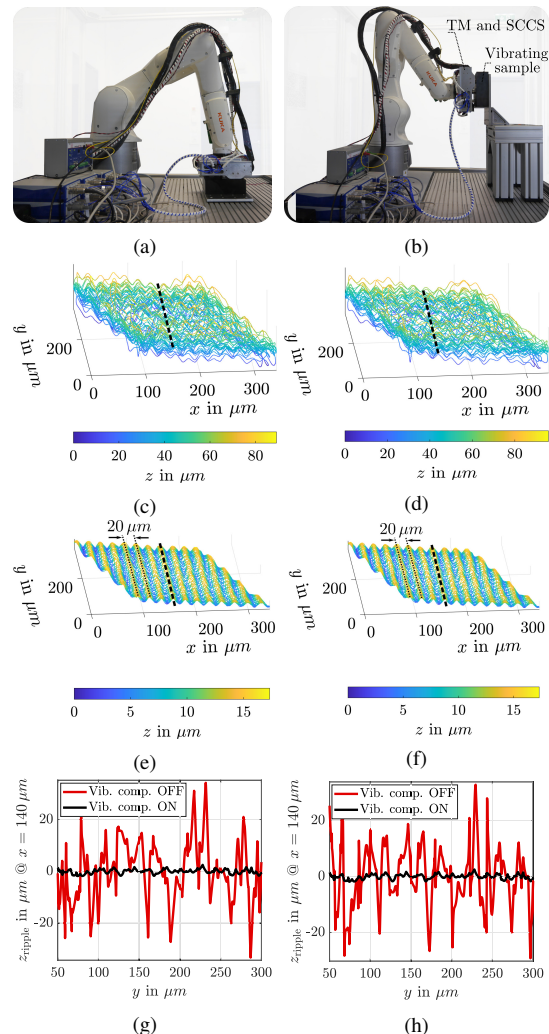 TM and SCCS
Vibrating
sample
KUKA
KUKA
(a)
(b)
y in μm
200
0
0
100
200
300
x in μm
0
20
40
60
80
z in μm
(c)
y in μm
200
0
0
100
200
300
x in μm
0
20
40
60
80
z in μm
(d)
20 μm
y in μm
200
0
0
100
200
300
x in μm
0
5
10
15
z in μm
(e)
20 μm
y in μm
200
0
0
100
200
300
x in μm
0
5
10
15
z in μm
(f)
z_ripple in μm @ x = 140 μm
Vib. comp. OFF
Vib. comp. ON
20
0
-20
50
100
150
200
250
300
y in μm
(g)
z_ripple in μm @ x = 140 μm
Vib. comp. OFF
Vib. comp. ON
20
0
-20
50
100
150
200
250
300
y in μm
(h)